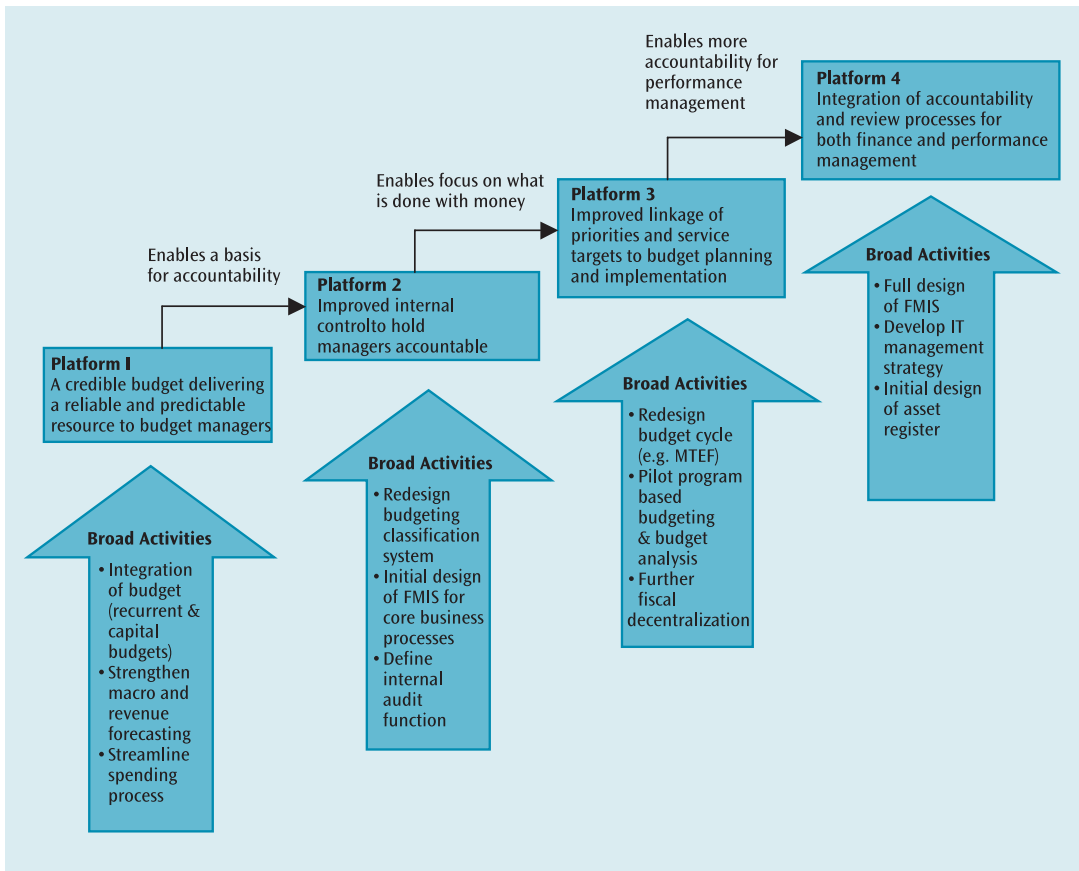 Platform I
A credible budget delivering
a reliable and predictable
resource to budget managers
Broad Activities
• Integration
of budget
(recurrent &
capital
budgets)
• Strengthen
macro and
revenue
forecasting
• Streamline
spending
process
Enables a basis
for accountability
Platform 2
Improved internal
controlto hold
managers accountable
Broad Activities
• Redesign
budgeting
classification
system
• Initial design
of FMIS for
core business
processes
• Define
internal
audit
function
Enables focus on what
is done with money
Platform 3
Improved linkage of
priorities and service
targets to budget planning
and implementation
Broad Activities
• Redesign
budget cycle
(e.g. MTEF)
• Pilot program
based
budgeting
& budget
analysis
• Further
fiscal
decentralization
Enables more
accountability for
performance
management
Platform 4
Integration of accountability
and review processes for
both finance and performance
management
Broad Activities
• Full design
of FMIS
• Develop IT
management
strategy
• Initial design
of asset
register